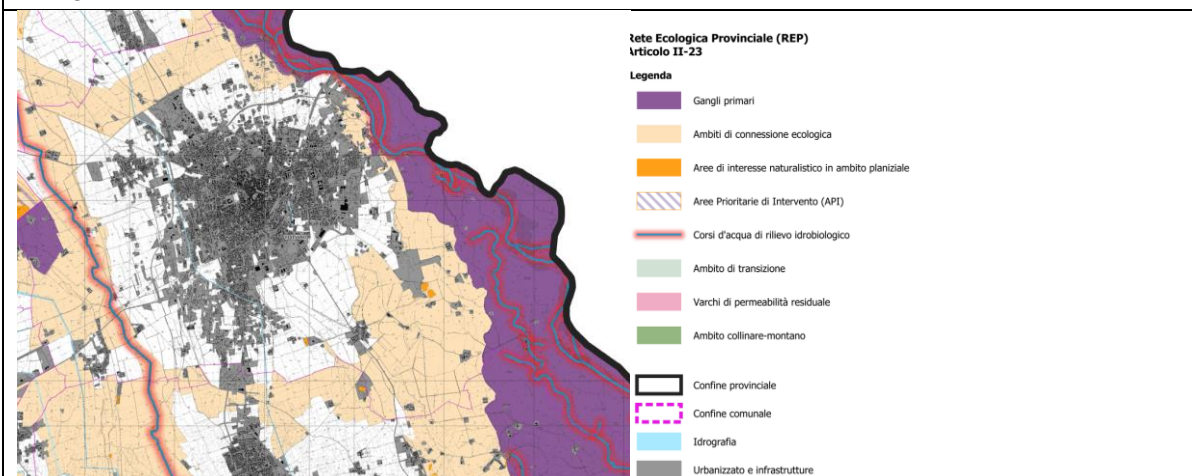 Rete Ecologica Provinciale (REP)
Articolo II-23
Legenda
Gangli primari
Ambiti di connessione ecologica
Aree di interesse naturalistico in ambito planiziale
Aree Prioritarie di Intervento (API)
Corsi d'acqua di rilievo idrobiologico
Ambito di transizione
Varchi di permeabilità residuale
Ambito collinare-montano
Confine provinciale
Confine comunale
Idrografia
Urbanizzato e infrastrutture